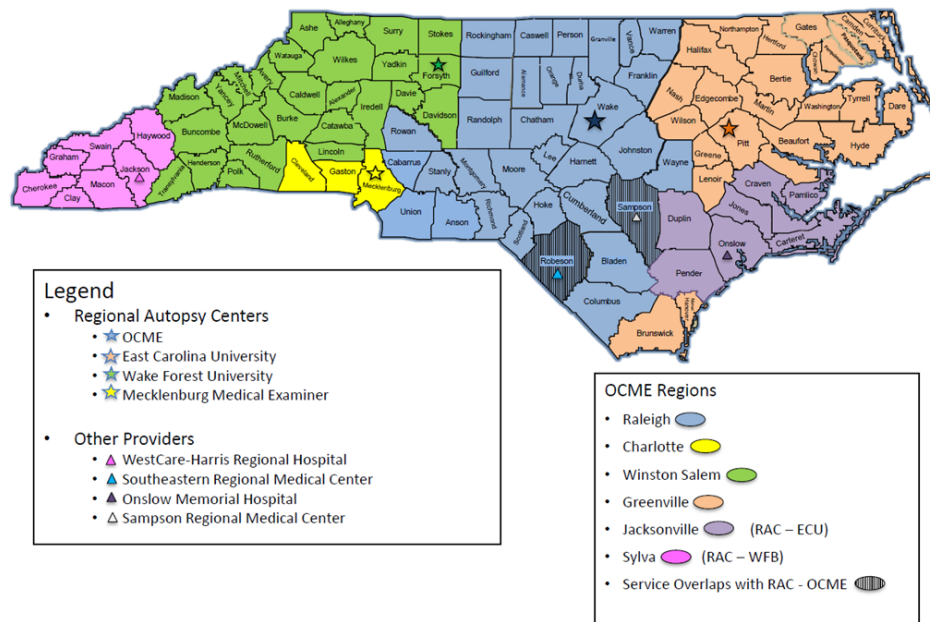 Ashe
Alleghany
Surry
Stokes
Rockingham
Caswell
Person
Granville
Vance
Warren
Northampton
Gates
Camden
Currituck
Pasquotank
Watauga
Wilkes
Yadkin
Forsyth
Guilford
Alamance
Orange
Durha
Franklin
Halifax
Hertford
Chowan
Bertie
Mitchell
Avery
Yancey
Madison
Caldwell
Alexander
Iredell
Davie
Davidson
Randolph
Chatham
Wake
Nash
Edgecombe
Martin
Washington
Tyrrell
Dare
Buncombe
McDowell
Burke
Catawba
Rowan
Wilson
Pitt
Beaufort
Hyde
Haywood
Swain
Graham
Jackson
Henderson
Rutherford
Polk
Transylvania
Lincoln
Cleveland
Gaston
Mecklenburg
Cabarrus
Stanly
Montgomery
Moore
Lee
Harnett
Johnston
Wayne
Greene
Lenoir
Craven
Pamlico
Cherokee
Macon
Clay
Union
Anson
Richmond
Scotland
Hoke
Cumberland
Sampson
Duplin
Jones
Onslow
Carteret
Robeson
Bladen
Pender
Columbus
Brunswick
New Hanover
Legend
• Regional Autopsy Centers
• OCME
• East Carolina University
• Wake Forest University
• Mecklenburg Medical Examiner
• Other Providers
• WestCare-Harris Regional Hospital
• Southeastern Regional Medical Center
• Onslow Memorial Hospital
• Sampson Regional Medical Center
OCME Regions
• Raleigh
• Charlotte
• Winston Salem
• Greenville
• Jacksonville (RAC – ECU)
• Sylva (RAC – WFB)
• Service Overlaps with RAC - OCME